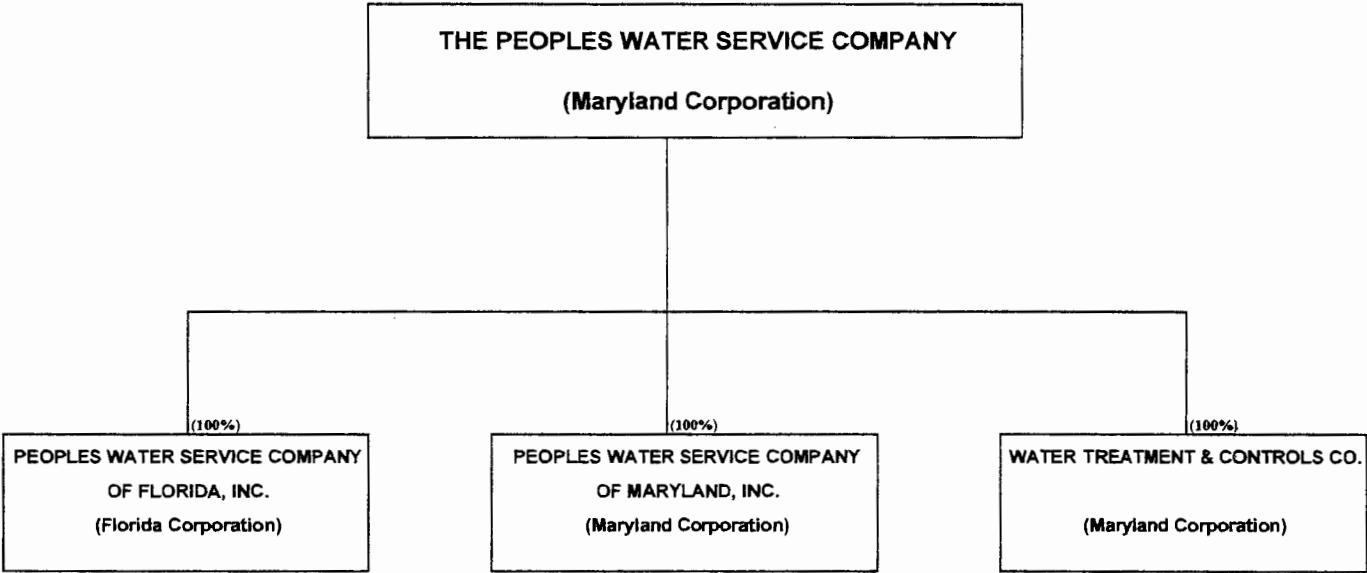 THE PEOPLES WATER SERVICE COMPANY
(Maryland Corporation)
(100%)
PEOPLES WATER SERVICE COMPANY
OF FLORIDA, INC.
(Florida Corporation)
(100%)
PEOPLES WATER SERVICE COMPANY
OF MARYLAND, INC.
(Maryland Corporation)
(100%)
WATER TREATMENT & CONTROLS CO.
(Maryland Corporation)